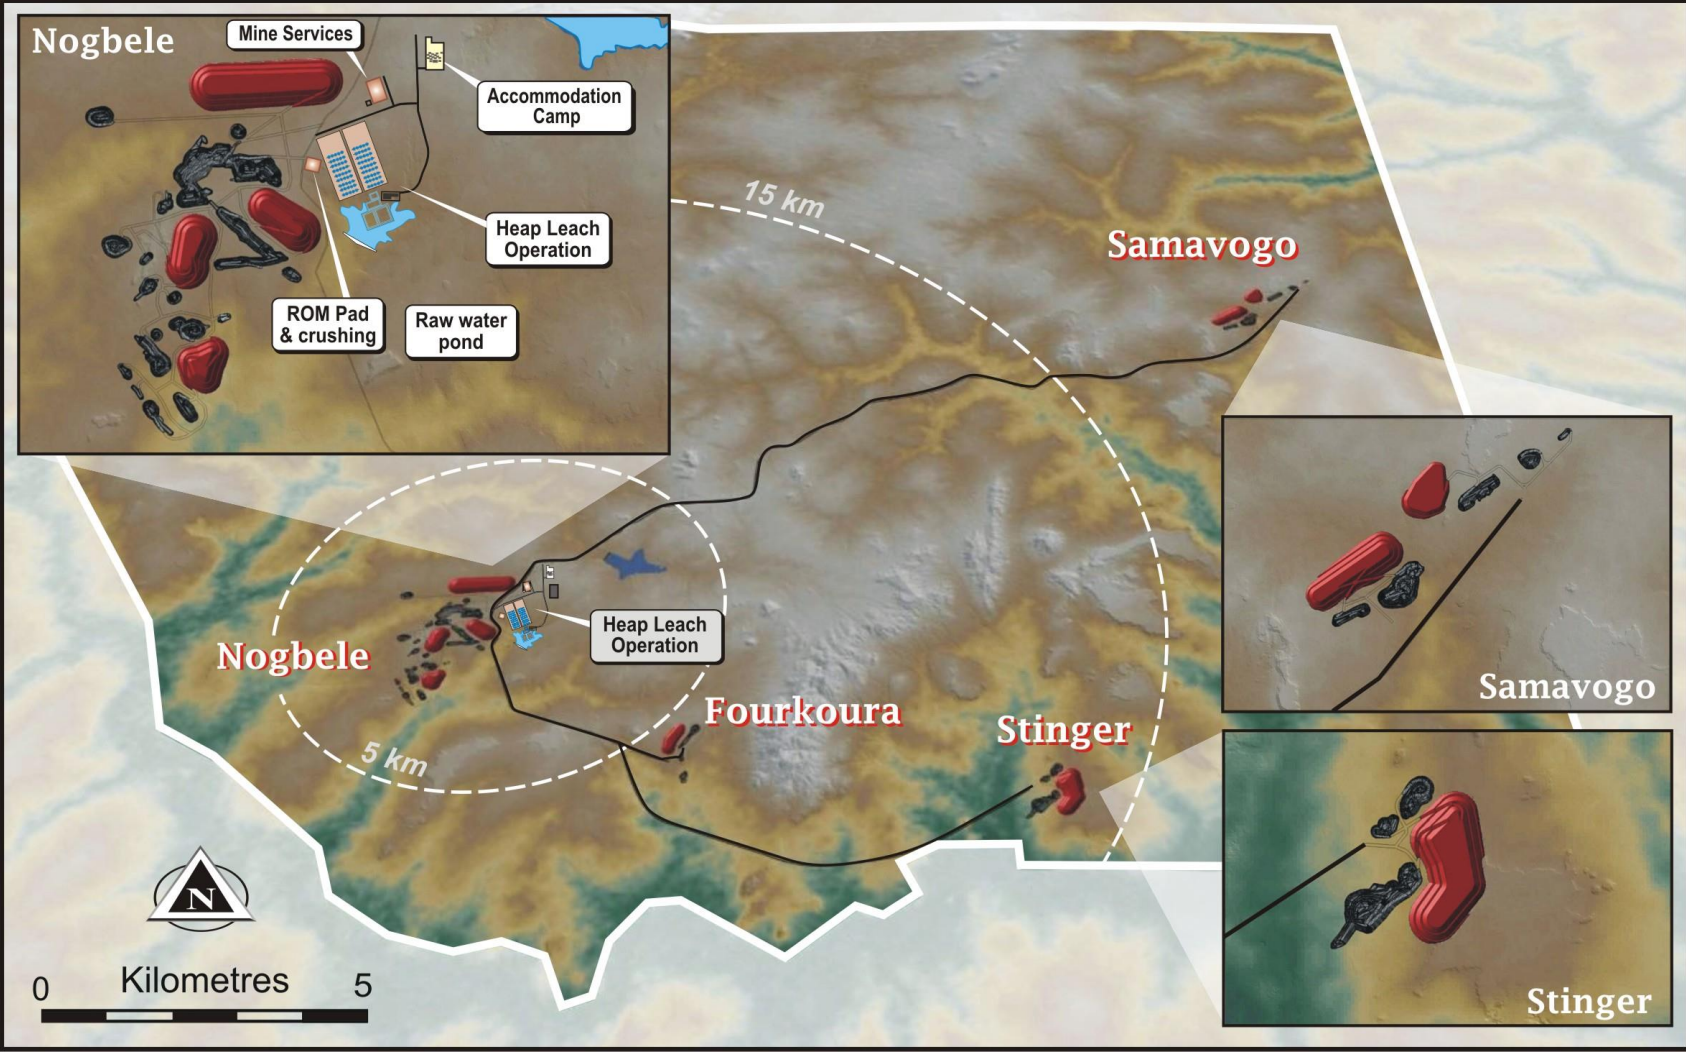 Nogbele
Mine Services
Accommodation
Camp
Heap Leach
Operation
ROM Pad
& crushing
Raw water
pond
15 km
Samavogo
Heap Leach
Operation
Nogbele
Fourkoura
Stinger
5 km
Samavogo
Stinger
N
0 Kilometres 5